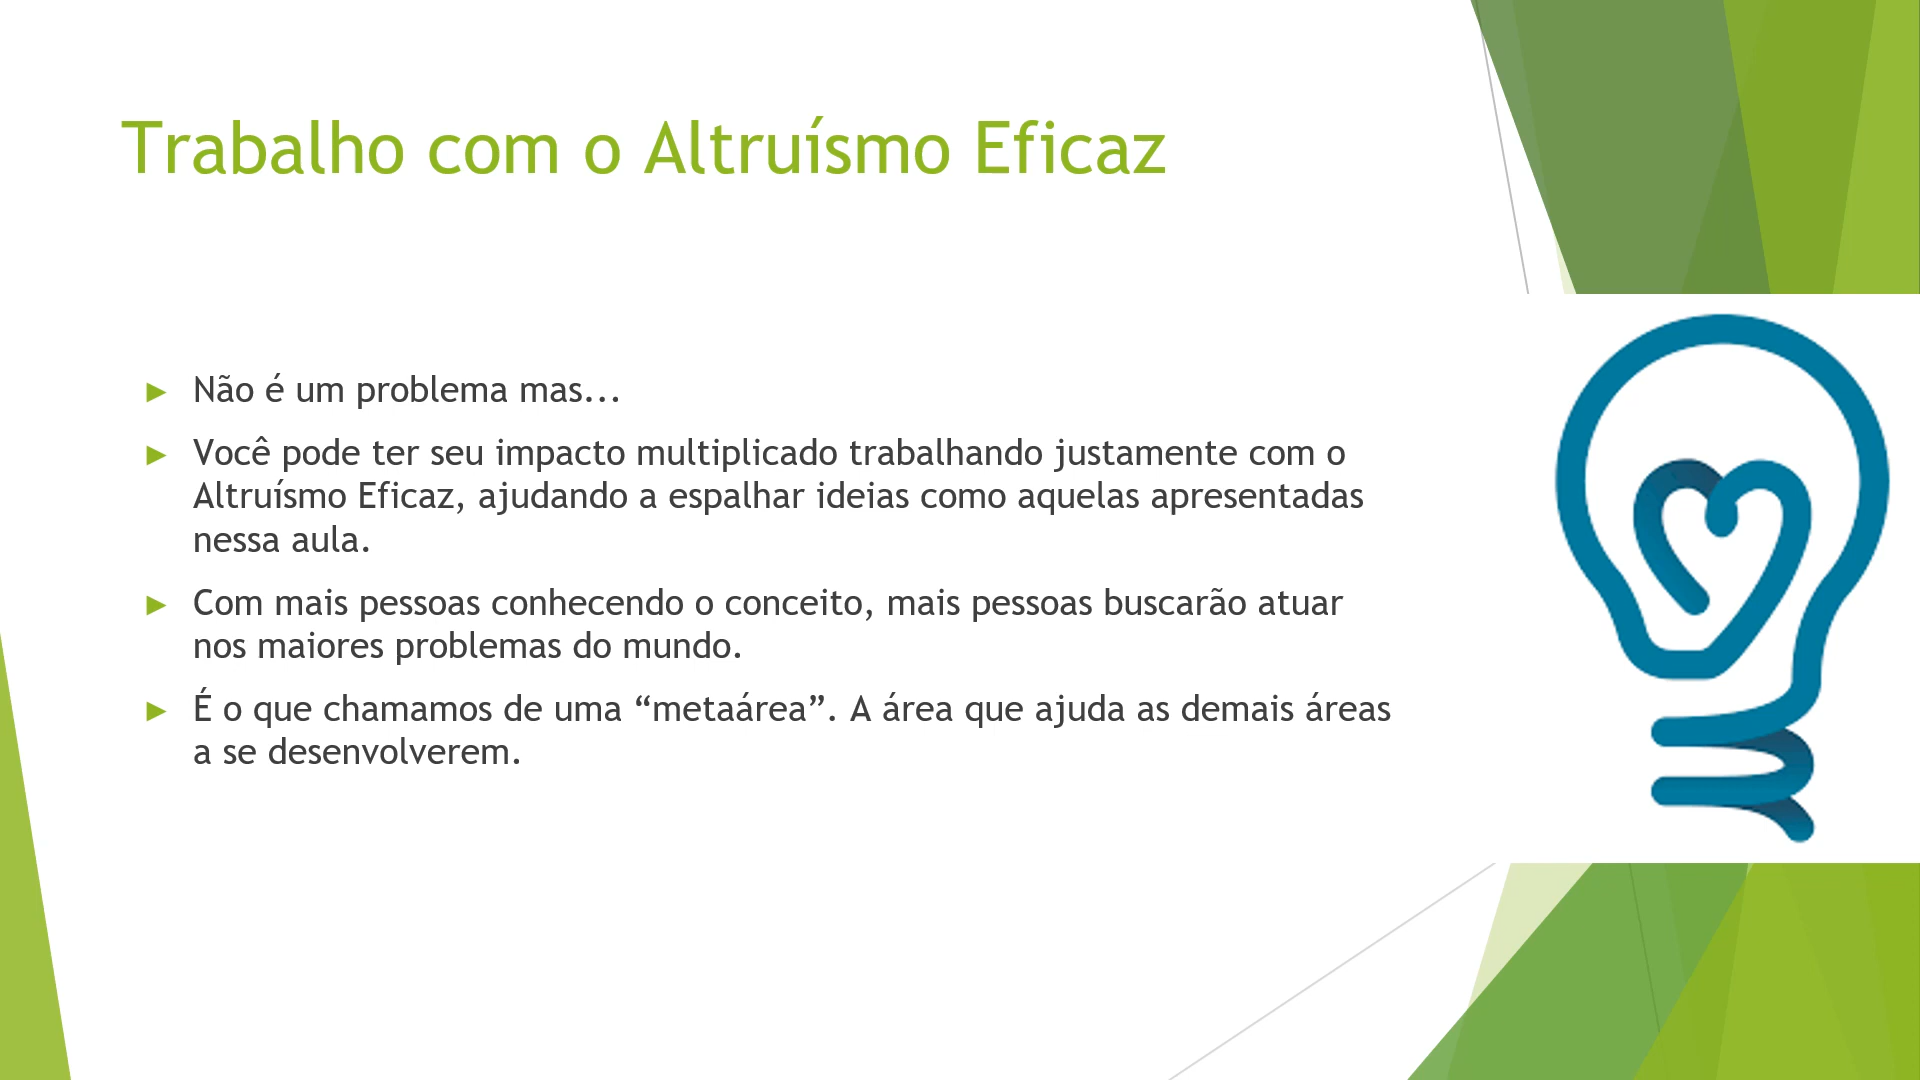 Trabalho com o Altruísmo Eficaz
Não é um problema mas...
Você pode ter seu impacto multiplicado trabalhando justamente com o
Altruísmo Eficaz, ajudando a espalhar ideias como aquelas apresentadas
nessa aula.
Com mais pessoas conhecendo o conceito, mais pessoas buscarão atuar
nos maiores problemas do mundo.
É o que chamamos de uma “metaárea”. A área que ajuda as demais áreas
a se desenvolverem.